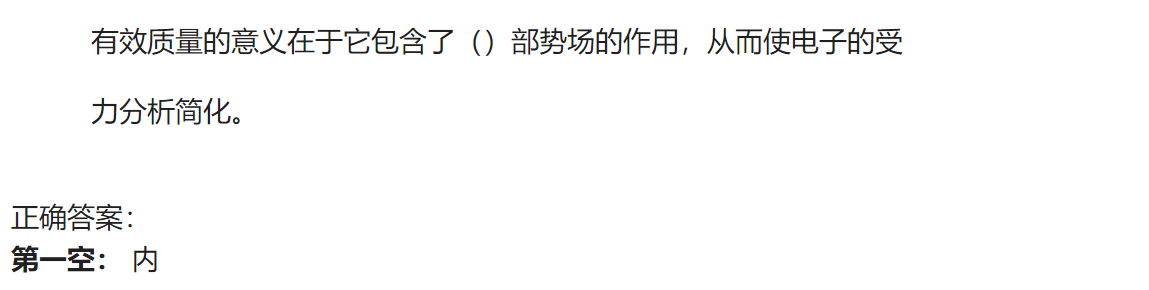 有效质量的意义在于它包含了（）部势场的作用，从而使电子的受
力分析简化。
正确答案：
第一空： 内